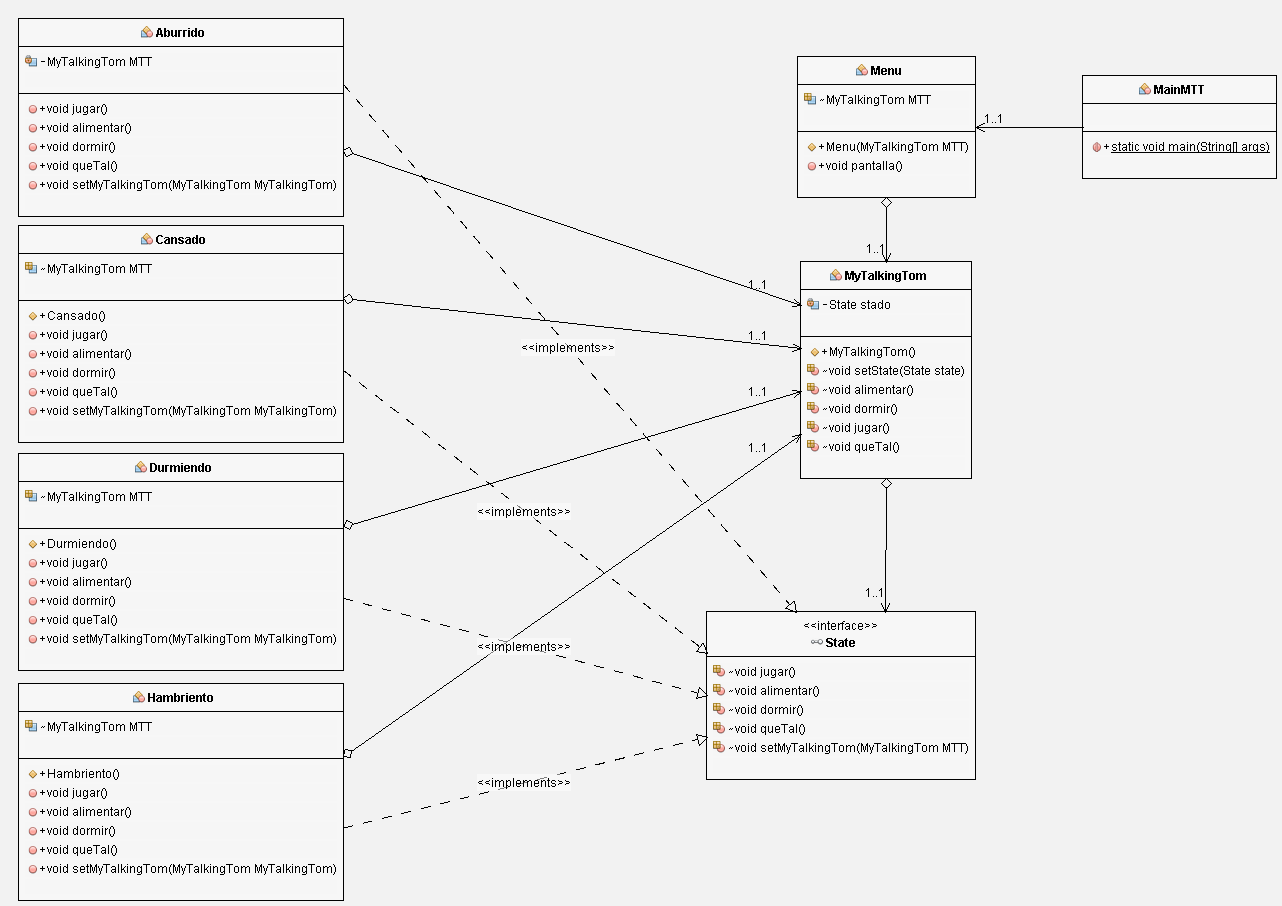 Aburrido
-MyTalkingTom MTT
+void jugar()
+void alimentar()
+void dormir()
+void queTal()
+void setMyTalkingTom(MyTalkingTom MyTalkingTom)
Cansado
~MyTalkingTom MTT
+Cansado()
+void jugar()
+void alimentar()
+void dormir()
+void queTal()
+void setMyTalkingTom(MyTalkingTom MyTalkingTom)
Durmiendo
~MyTalkingTom MTT
+Durmiendo()
+void jugar()
+void alimentar()
+void dormir()
+void queTal()
+void setMyTalkingTom(MyTalkingTom MyTalkingTom)
Hambriento
~MyTalkingTom MTT
+Hambriento()
+void jugar()
+void alimentar()
+void dormir()
+void queTal()
+void setMyTalkingTom(MyTalkingTom MyTalkingTom)
<<implements>>
<<implements>>
<<implements>>
<<implements>>
1..1
1..1
1..1
1..1
Menu
~MyTalkingTom MTT
+Menu(MyTalkingTom MTT)
+void pantalla()
1..1
MainMTT
+static void main(String[] args)
1..1
MyTalkingTom
-State stado
+MyTalkingTom()
~void setState(State state)
~void alimentar()
~void dormir()
~void jugar()
~void queTal()
1..1
<<interface>>
State
~void jugar()
~void alimentar()
~void dormir()
~void queTal()
~void setMyTalkingTom(MyTalkingTom MTT)